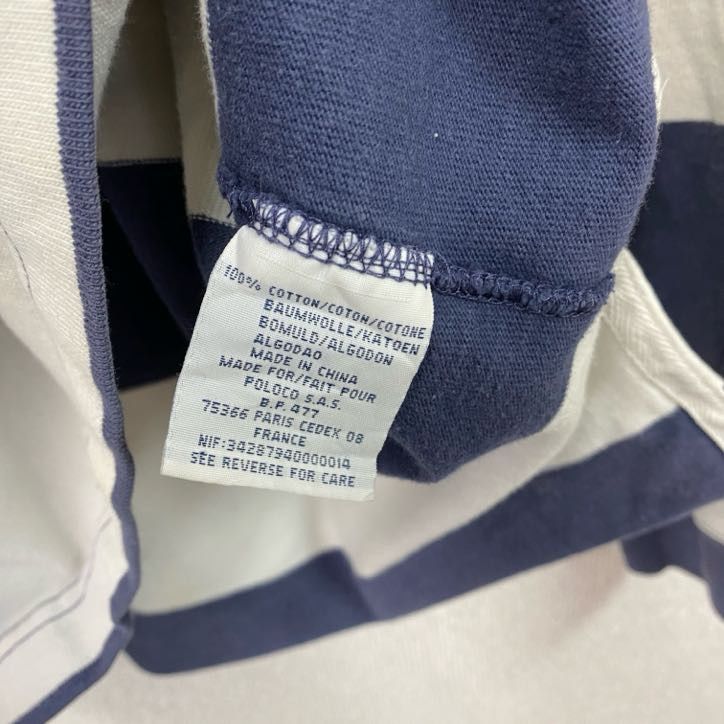 100% COTTON/COTON/COTONE
BAUMWOLLE/KATOEN
BOMULD/ALGODON
ALGODAO
MADE IN CHINA
MADE FOR/FAIT POUR
POLOCO S.A.S.
B.P. 477
75366 PARIS CEDEX 08
FRANCE
NIF:34287940000014
SEE REVERSE FOR CARE